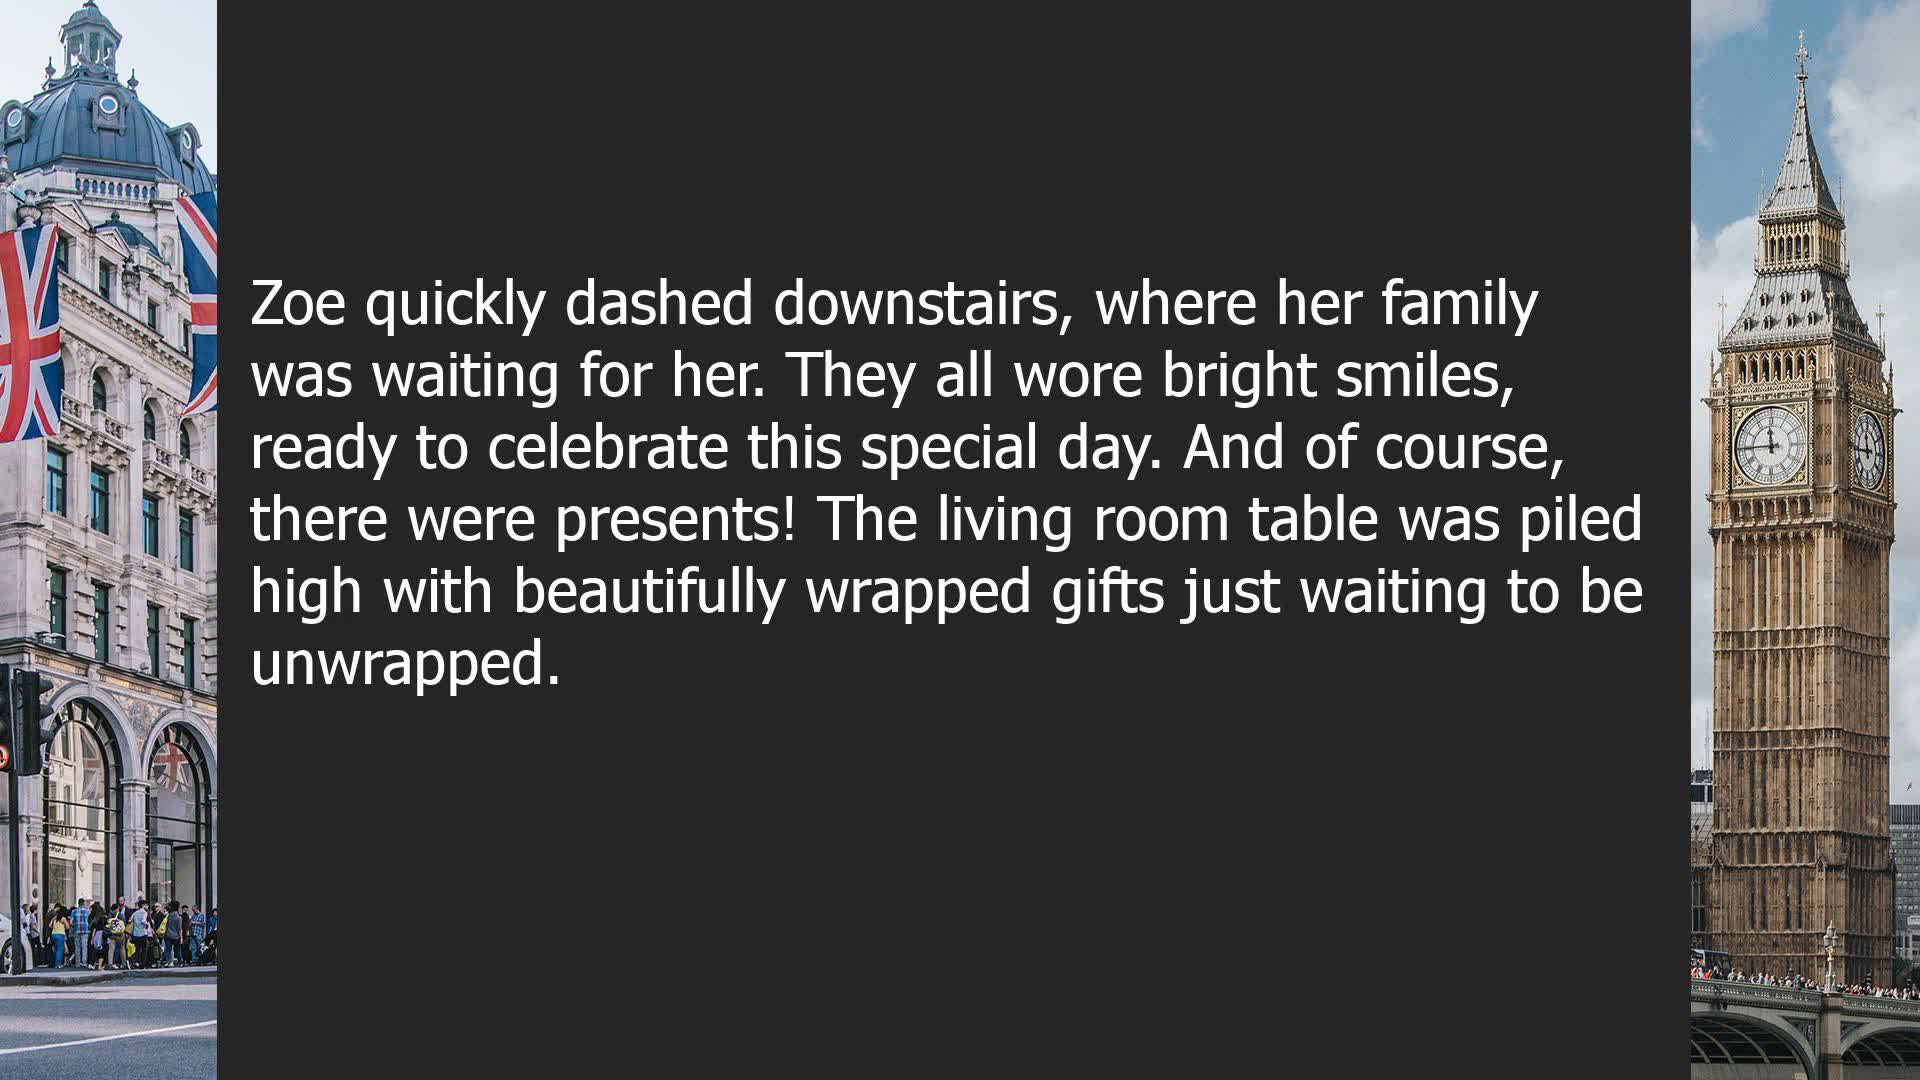 Zoe quickly dashed downstairs, where her family
was waiting for her. They all wore bright smiles,
ready to celebrate this special day. And of course,
there were presents! The living room table was piled
high with beautifully wrapped gifts just waiting to be
unwrapped.